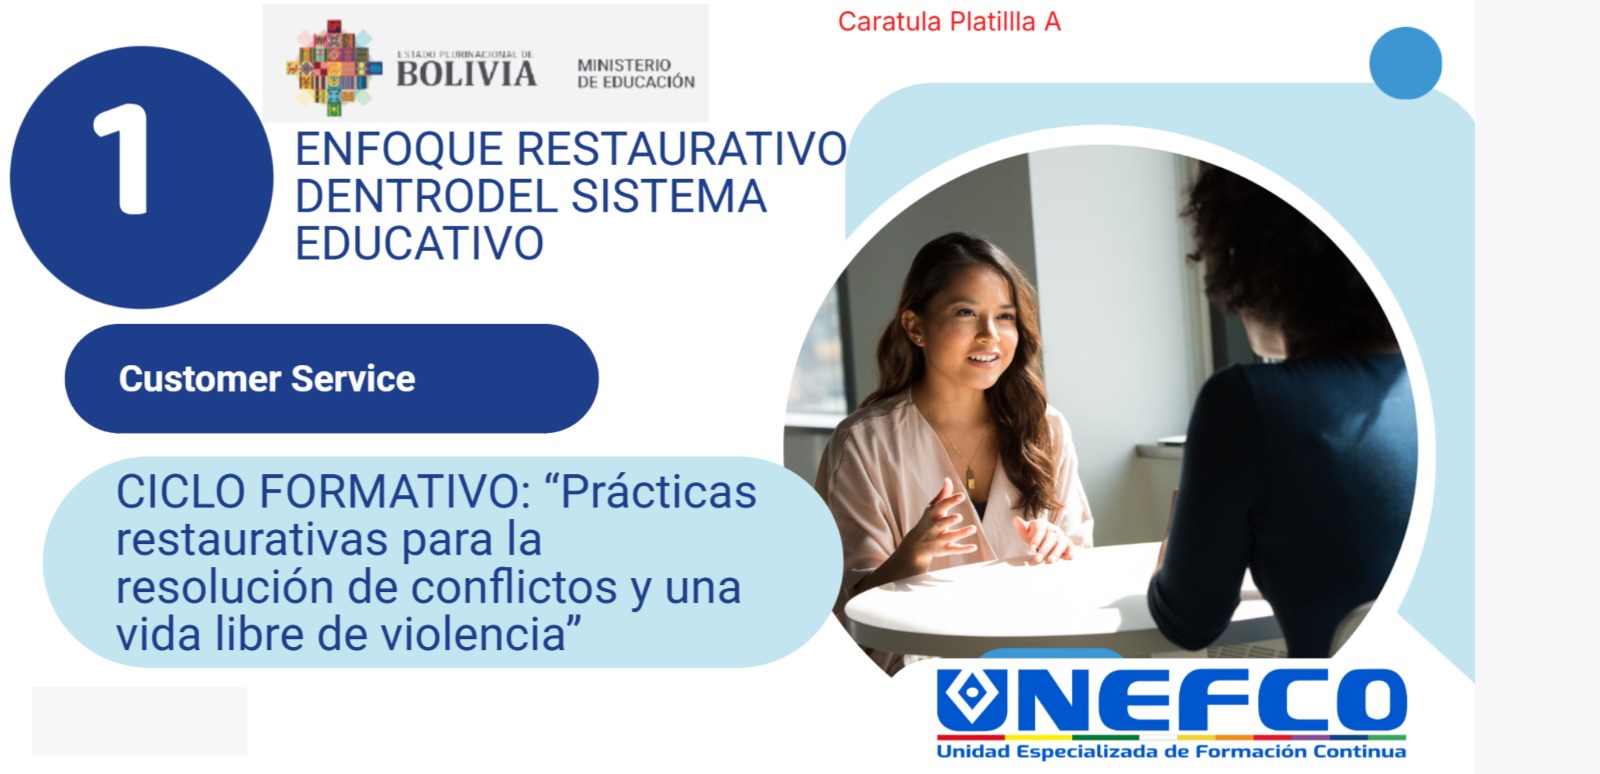 Caratula Platillla A
1
ESTADO PLURINACIONAL DE
BOLIVIA
MINISTERIO
DE EDUCACIÓN
ENFOQUE RESTAURATIVO
DENTRODEL SISTEMA
EDUCATIVO
Customer Service
CICLO FORMATIVO: “Prácticas
restaurativas para la
resolución de conflictos y una
vida libre de violencia”
UNEFCO
Unidad Especializada de Formación Continua